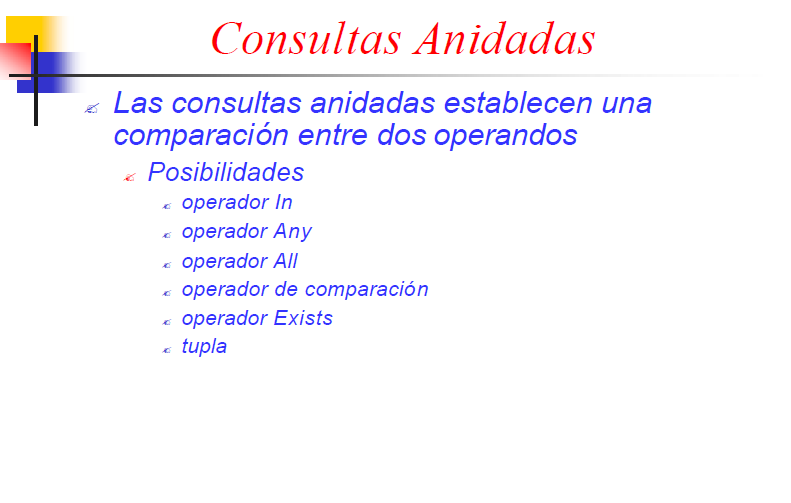 Consultas Anidadas
Las consultas anidadas establecen una
comparación entre dos operandos
Posibilidades
operador In
operador Any
operador All
operador de comparación
operador Exists
tupla